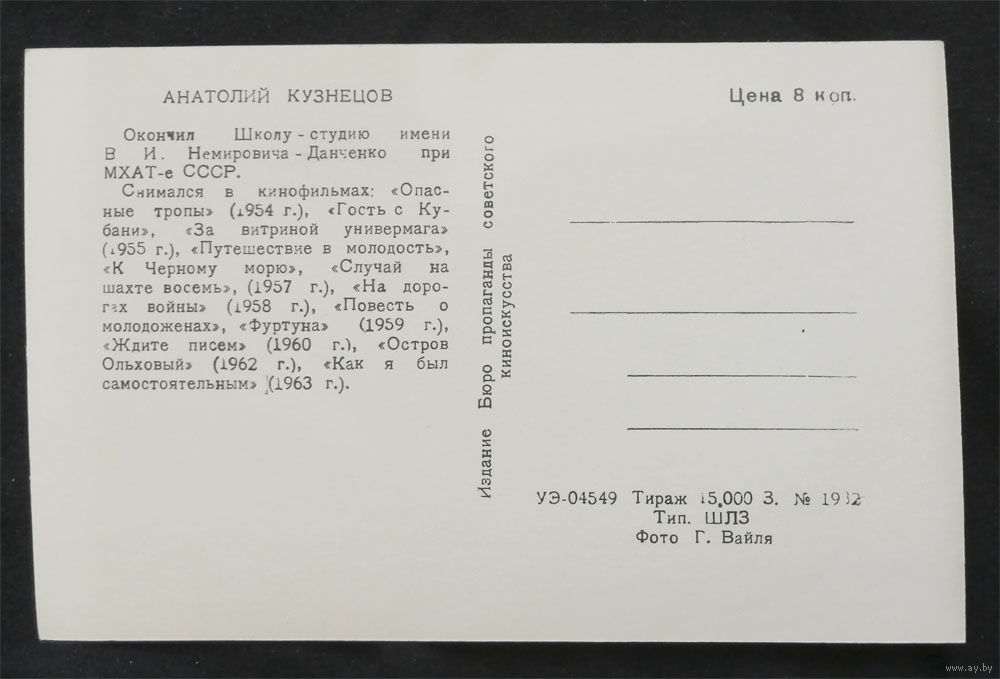 АНАТОЛИЙ КУЗНЕЦОВ
Окончил Школу-студию имени
В И. Немировича-Данченко при
МХАТ-е СССР.
Снимался в кинофильмах: «Опас-
ные тропы» (1954 г.), «Гость с Ку-
бани», «За витриной универмага»
(1955 г.), «Путешествие в молодость»,
«К Черному морю», «Случай на
шахте восемь», (1957 г.), «На доро-
гах войны» (1958 г.), «Повесть о
молодоженах», «Фуртуна» (1959 г.),
«Ждите писем» (1960 г.), «Остров
Ольховый» (1962 г.), «Как я был
самостоятельным» (1963 г.).
Издание Бюро пропаганды советского
киноискусства
Цена 8 коп.
УЭ-04549 Тираж 15.000 З. №
Тип. ШЛЗ
Фото Г. Вайля
www.ay.by